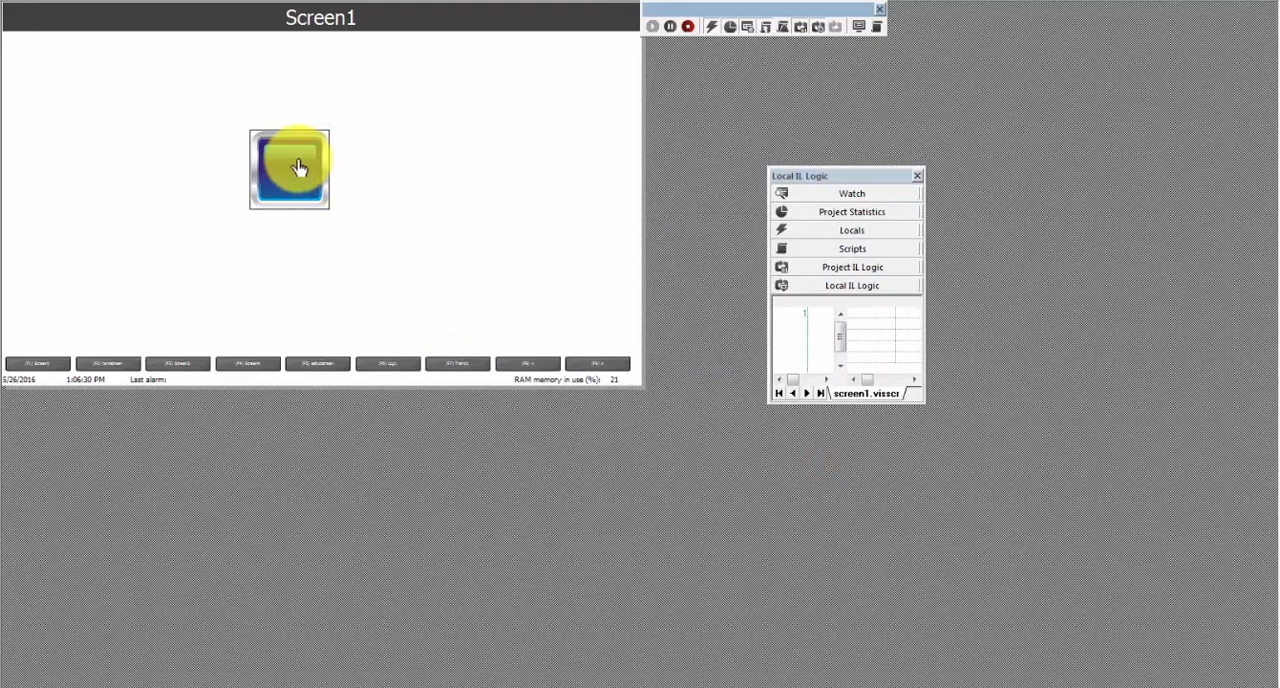 Screen1
Local IL Logic
Watch
Project Statistics
Locals
Scripts
Project IL Logic
Local IL Logic
1
screen1.visscr
5/26/2016 1:06:30 PM Last alarm: RAM memory in use (%): 21